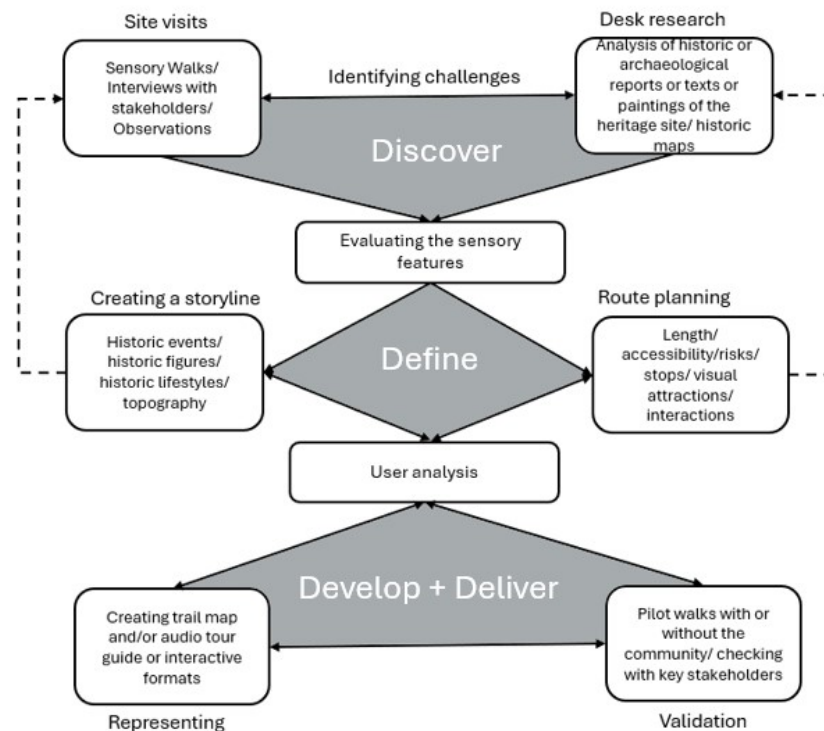 Site visits
Desk research
Sensory Walks/
Interviews with
stakeholders/
Observations
Identifying challenges
Analysis of historic or
archaeological
reports or texts or
paintings of the
heritage site/ historic
maps
Discover
Evaluating the sensory
features
Creating a storyline
Route planning
Historic events/
historic figures/
historic lifestyles/
topography
Define
Length/
accessibility/risks/
stops/ visual
attractions/
interactions
User analysis
Develop + Deliver
Creating trail map
and/or audio tour
guide or interactive
formats
Pilot walks with or
without the
community/ checking
with key stakeholders
Representing
Validation